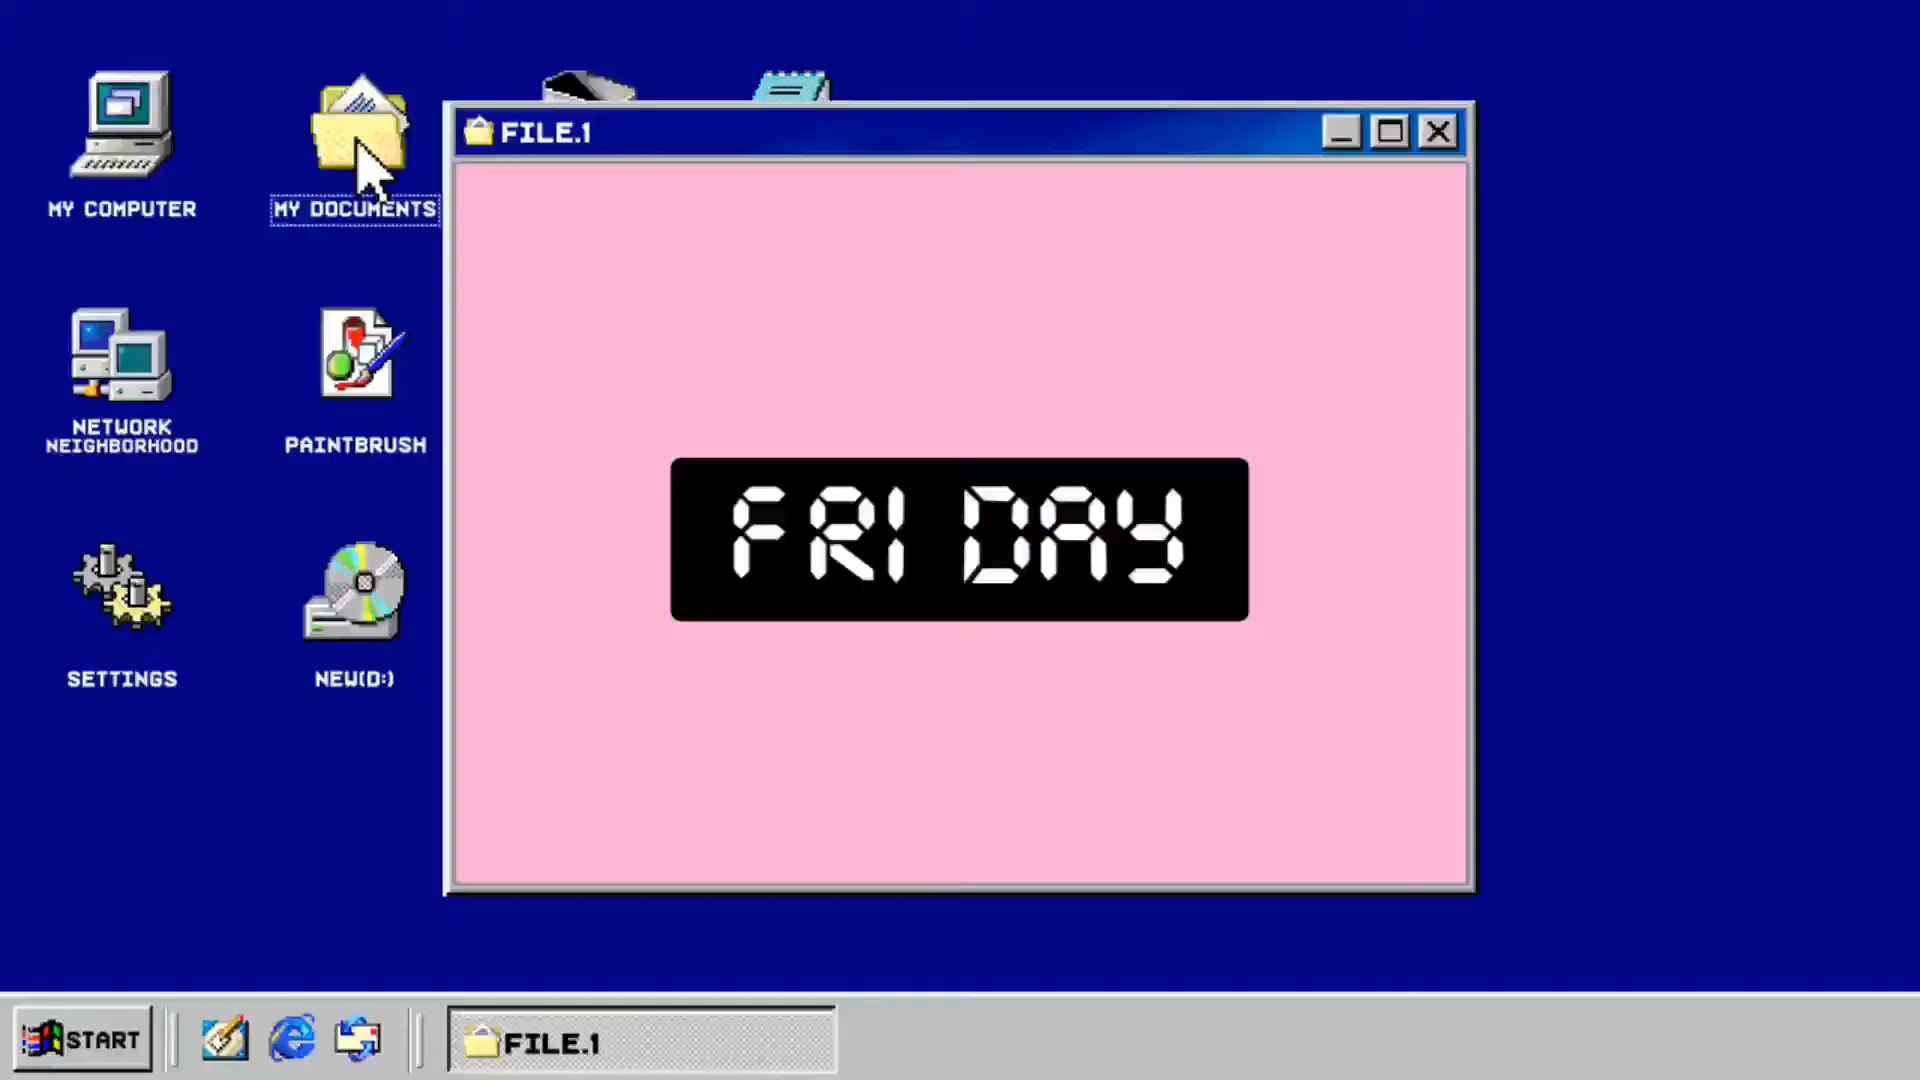 FILE.1
MY COMPUTER
MY DOCUMENTS
NETWORK
NEIGHBORHOOD
PAINTBRUSH
FRI DAY
SETTINGS
NEW(D:)
START
FILE.1